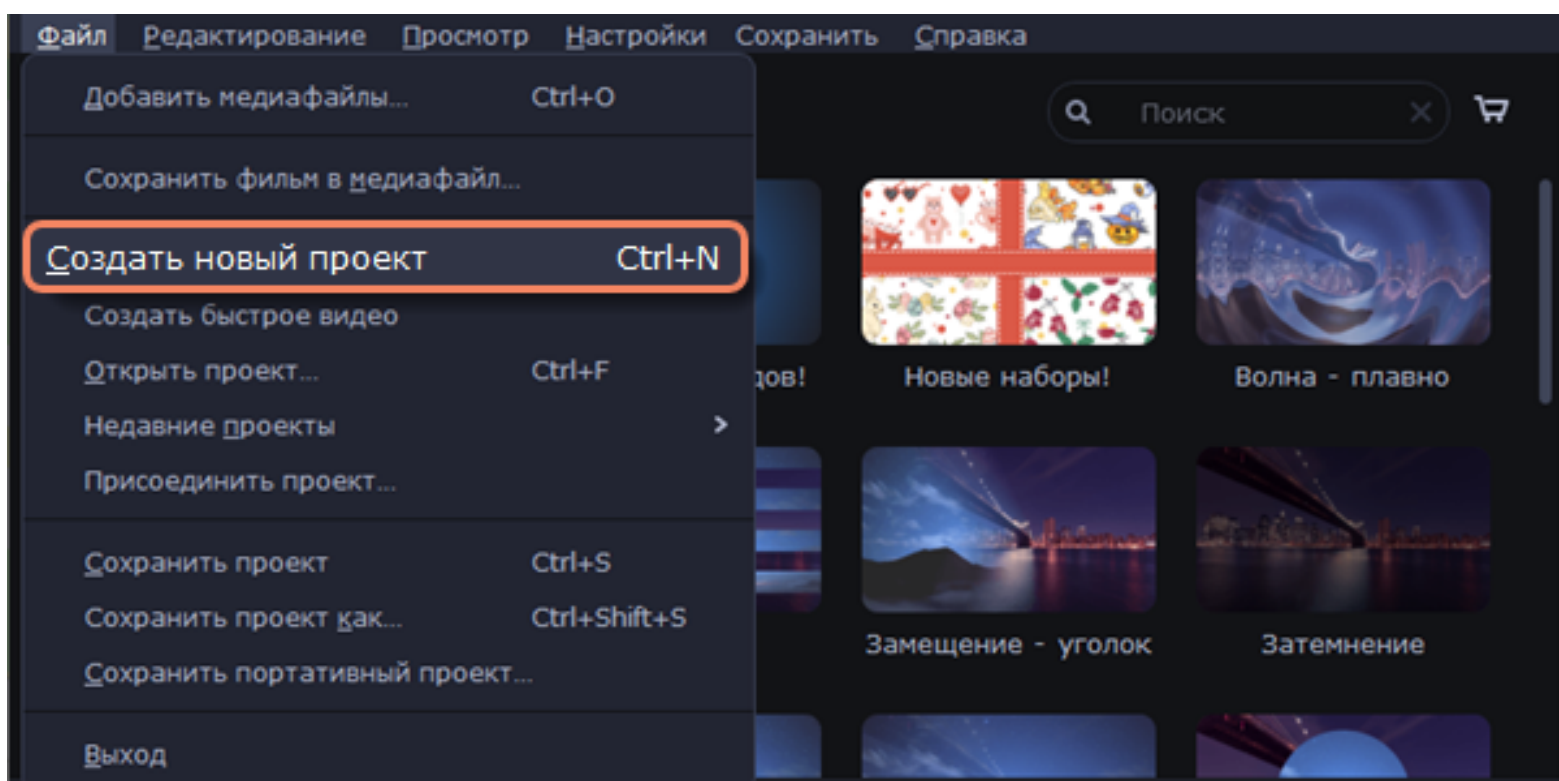 Файл Редактирование Просмотр Настройки Сохранить Справка
Добавить медиафайлы... Ctrl+O
Поиск
Сохранить фильм в медиафайл...
Создать новый проект Ctrl+N
Создать быстрое видео
Открыть проект... Ctrl+F
Недавние проекты
Присоединить проект...
Сохранить проект Ctrl+S
Сохранить проект как... Ctrl+Shift+S
Сохранить портативный проект...
Выход
Новые наборы! Волна - плавно
Замещение - уголок Затемнение